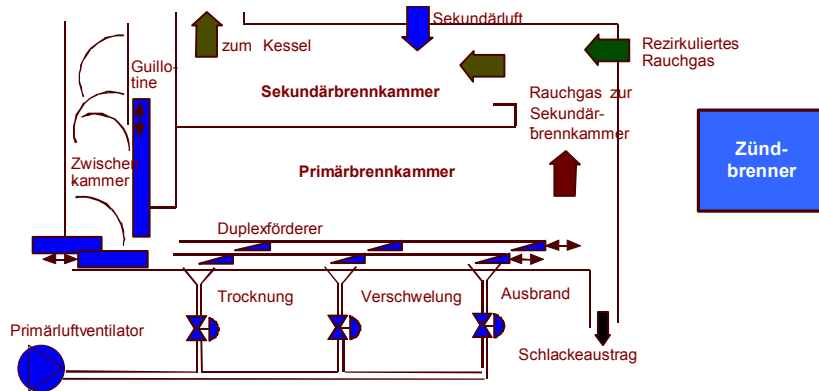 Sekundärluft
zum Kessel
Rezirkuliertes
Rauchgas
Guillo-
tine
Sekundärbrennkammer
Rauchgas zur
Sekundär-
brennkammer
Zünd-
brenner
Zwischen
kammer
Primärbrennkammer
Duplexförderer
Trocknung
Verschwelung
Ausbrand
Primärluftventilator
Schlackeaustrag